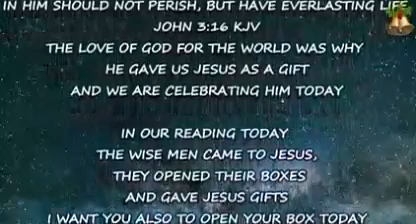 IN HIM SHOULD NOT PERISH, BUT HAVE EVERLASTING LIFE
JOHN 3:16 KJV
THE LOVE OF GOD FOR THE WORLD WAS WHY
HE GAVE US JESUS AS A GIFT
AND WE ARE CELEBRATING HIM TODAY
IN OUR READING TODAY
THE WISE MEN CAME TO JESUS,
THEY OPENED THEIR BOXES
AND GAVE JESUS GIFTS
I WANT YOU ALSO TO OPEN YOUR BOX TODAY